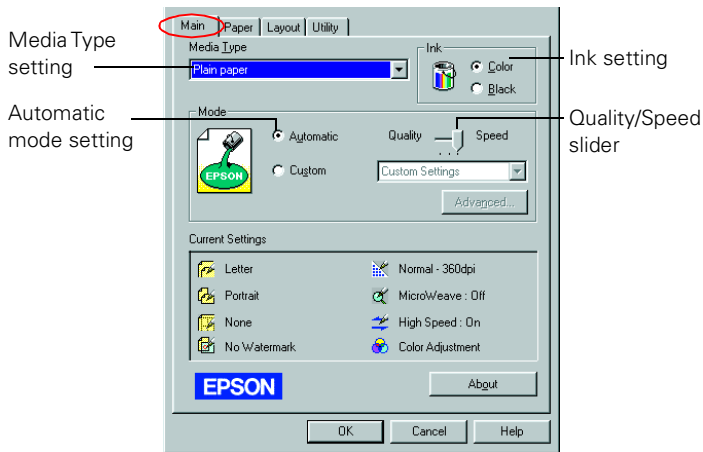 Main Paper Layout Utility
Media Type
setting
Media Type
Plain paper
Ink
Color
Black
Ink setting
Automatic
mode setting
Mode
EPSON
Automatic
Custom
Quality Speed
Custom Settings
Advanced...
Quality/Speed
slider
Current Settings
Letter
Normal - 360dpi
Portrait
MicroWeave : Off
None
High Speed : On
No Watermark
Color Adjustment
EPSON
About
OK Cancel Help